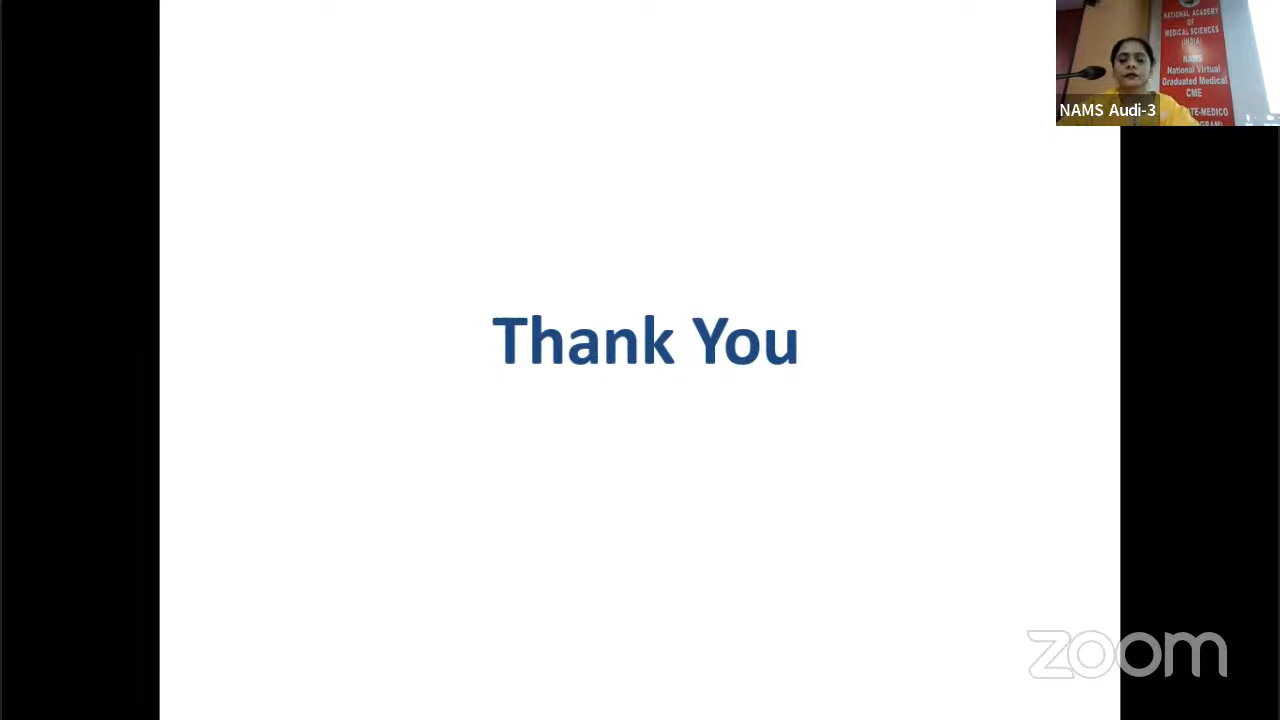 Thank You
NATIONAL ACADEMY
OF
MEDICAL SCIENCES
(INDIA)
NAMS
National Virtual
Graduated Medical
CME
NAMS Audi-3
zoom